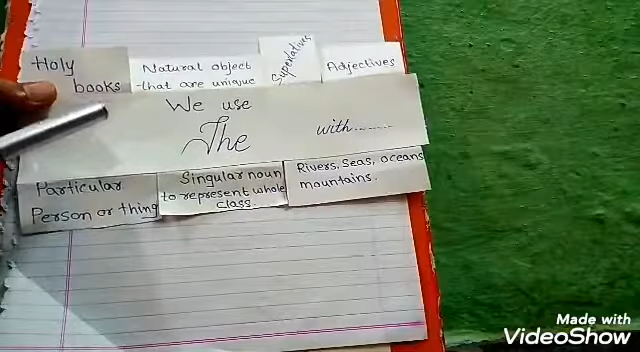 Holy
books
Natural object
that are unique
Superlatives
Adjectives
We use
The with........
Particular
Person or thing
Singular noun
to represent whole
class.
Rivers, Seas, oceans
mountains.
Made with
VideoShow